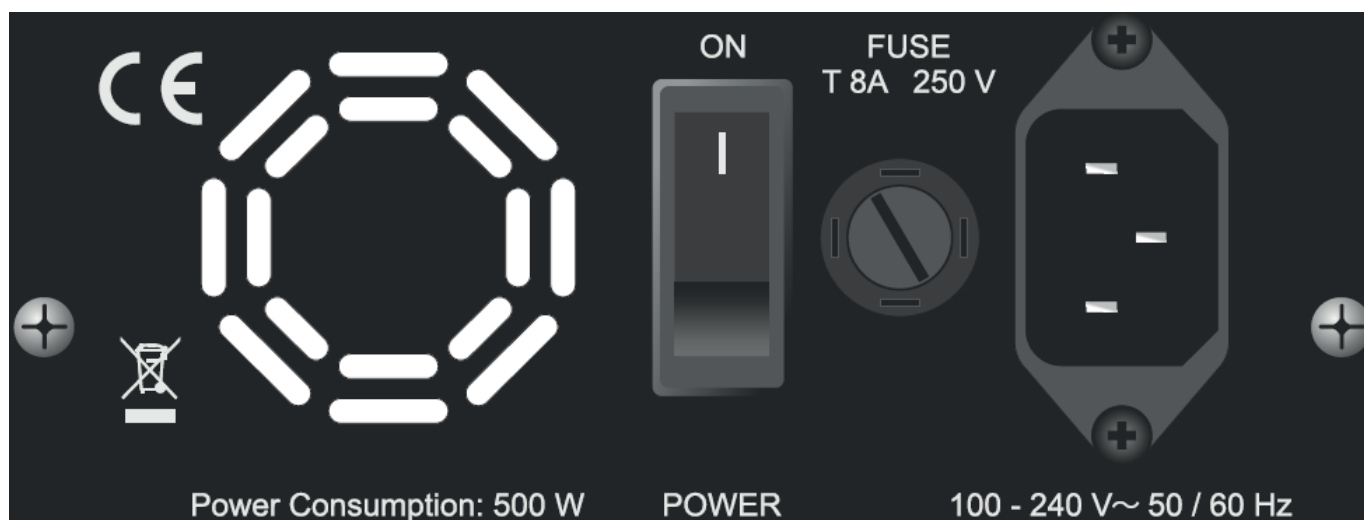 CE
ON
FUSE
T 8A 250 V
Power Consumption: 500 W
POWER
100 - 240 V~ 50 / 60 Hz